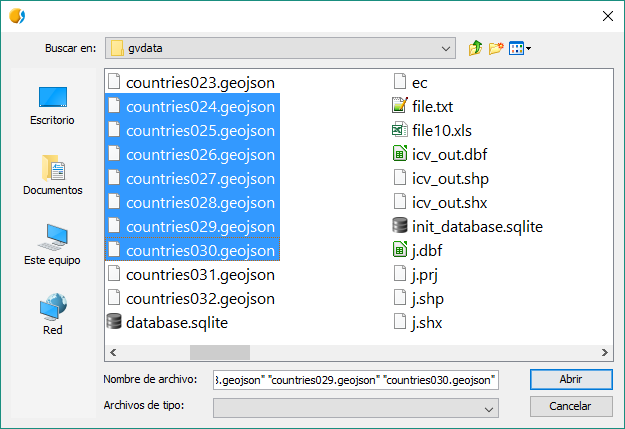 Buscar en:
gvdata
Escritorio
Documentos
Este equipo
Red
countries023.geojson
countries024.geojson
countries025.geojson
countries026.geojson
countries027.geojson
countries028.geojson
countries029.geojson
countries030.geojson
countries031.geojson
countries032.geojson
database.sqlite
ec
file.txt
file10.xls
icv_out.dbf
icv_out.shp
icv_out.shx
init_database.sqlite
j.dbf
j.prj
j.shp
j.shx
Nombre de archivo:
.geojson" "countries029.geojson" "countries030.geojson"
Abrir
Archivos de tipo:
Cancelar